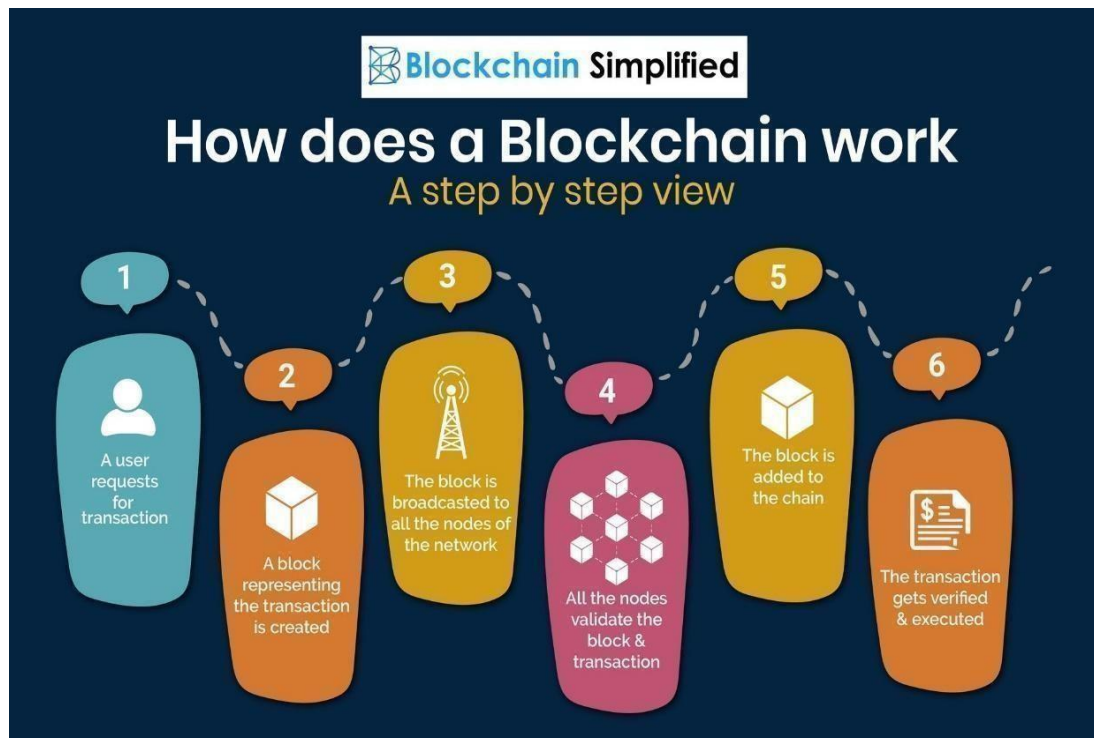 Blockchain Simplified
How does a Blockchain work
A step by step view
1
A user
requests
for
transaction
2
A block
representing
the transaction
is created
3
The block is
broadcasted to
all the nodes of
the network
4
All the nodes
validate the
block &
transaction
5
The block is
added to
the chain
6
$
The transaction
gets verified
& executed